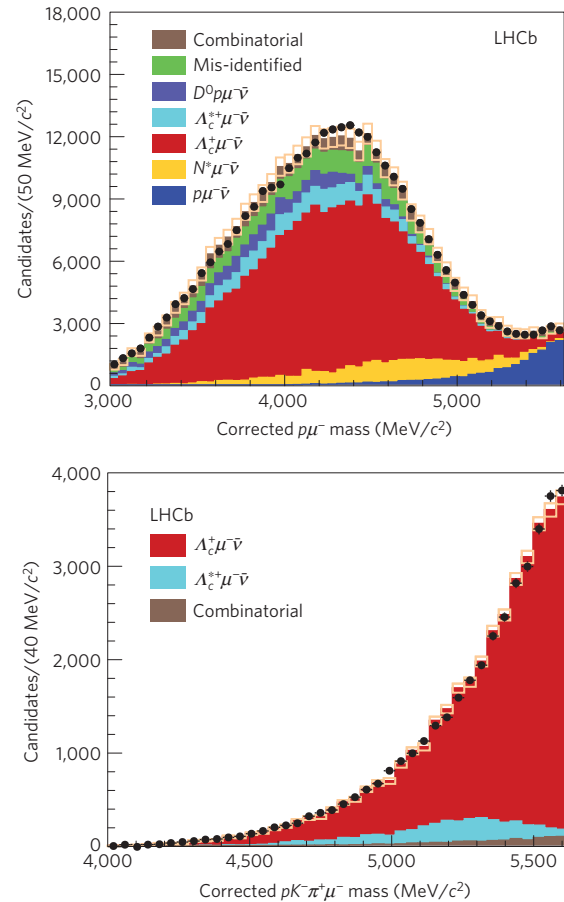 18,000
15,000
12,000
9,000
6,000
3,000
0
Candidates/(50 MeV/c²)
Combinatorial
Mis-identified
D⁰pμ⁻ν̄
Λc*⁺μ⁻ν̄
Λc⁺μ⁻ν̄
N*μ⁻ν̄
pμ⁻ν̄
LHCb
3,000 4,000 5,000
Corrected pμ⁻ mass (MeV/c²)
4,000
3,000
2,000
1,000
0
Candidates/(40 MeV/c²)
LHCb
Λc⁺μ⁻ν̄
Λc*⁺μ⁻ν̄
Combinatorial
4,000 4,500 5,000 5,500
Corrected pK⁻π⁺μ⁻ mass (MeV/c²)